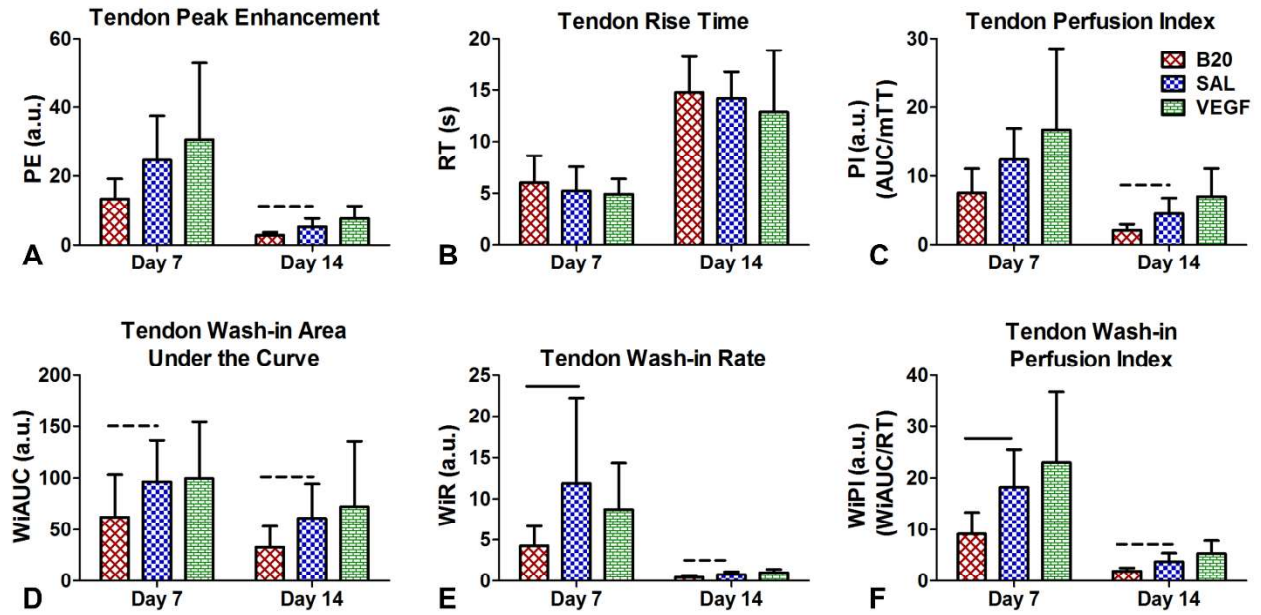 Tendon Peak Enhancement
PE (a.u.)
60
40
20
0
Day 7
Day 14
A
Tendon Rise Time
RT (s)
20
15
10
5
0
Day 7
Day 14
B
Tendon Perfusion Index
PI (a.u.)
(AUC/mTT)
30
20
10
0
B20
SAL
VEGF
Day 7
Day 14
C
Tendon Wash-in Area
Under the Curve
WiAUC (a.u.)
200
150
100
50
0
Day 7
Day 14
D
Tendon Wash-in Rate
WiR (a.u.)
25
20
15
10
5
0
Day 7
Day 14
E
Tendon Wash-in
Perfusion Index
WiPI (a.u.)
(WiAUC/RT)
40
30
20
10
0
Day 7
Day 14
F